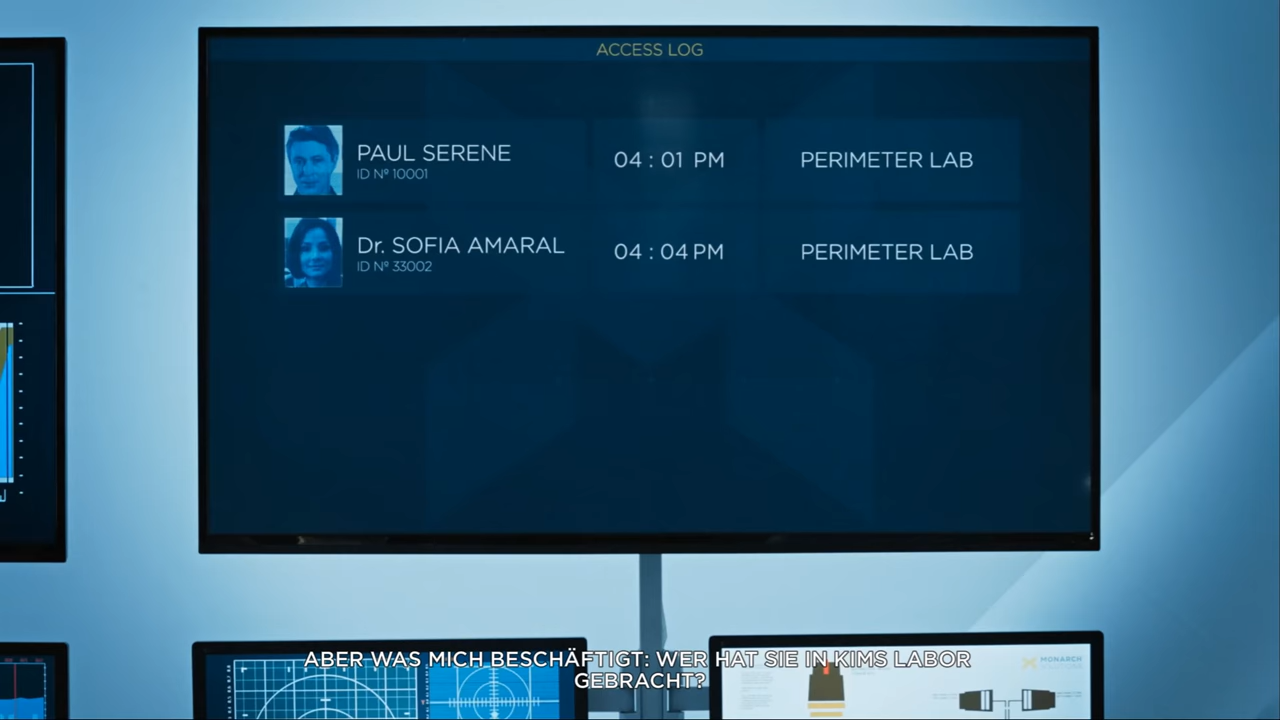 ACCESS LOG
PAUL SERENE
ID Nº 10001
04 : 01 PM
PERIMETER LAB
Dr. SOFIA AMARAL
ID Nº 33002
04 : 04 PM
PERIMETER LAB
MONARCH
ABER WAS MICH BESCHÄFTIGT: WER HAT SIE IN KIMS LABOR
GEBRACHT?